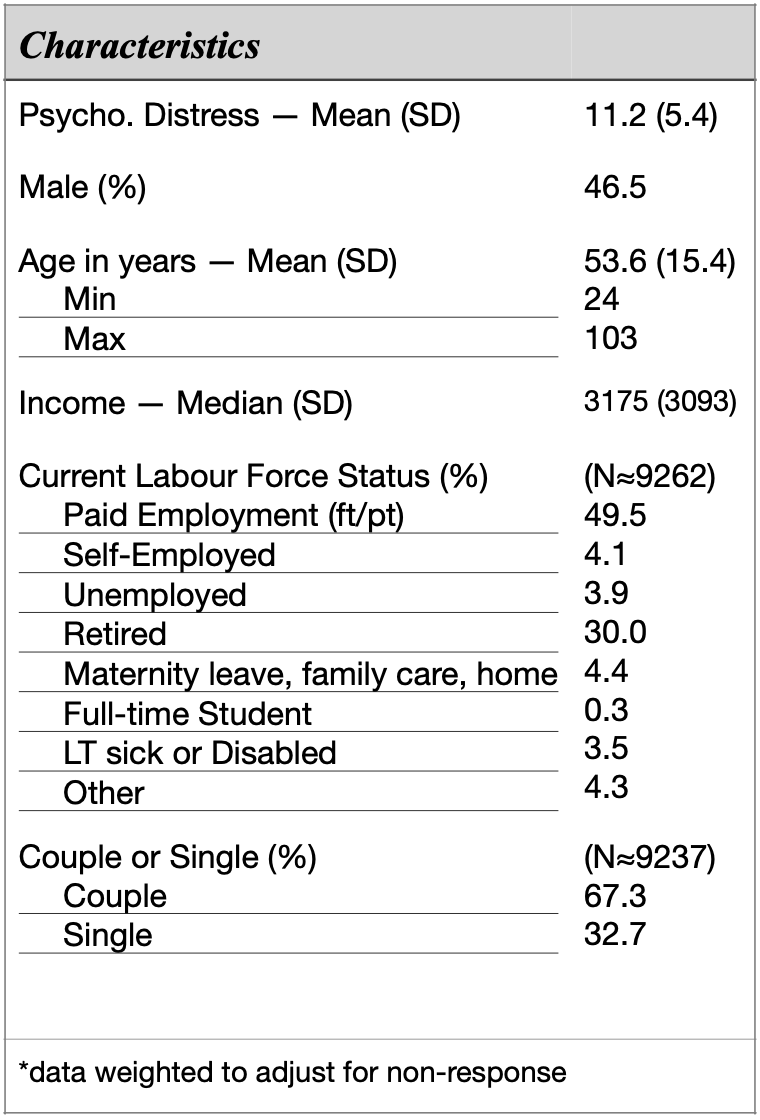 Characteristics
Psycho. Distress — Mean (SD) 11.2 (5.4)
Male (%) 46.5
Age in years — Mean (SD) 53.6 (15.4)
Min 24
Max 103
Income — Median (SD) 3175 (3093)
Current Labour Force Status (%) (N≈9262)
Paid Employment (ft/pt) 49.5
Self-Employed 4.1
Unemployed 3.9
Retired 30.0
Maternity leave, family care, home 4.4
Full-time Student 0.3
LT sick or Disabled 3.5
Other 4.3
Couple or Single (%) (N≈9237)
Couple 67.3
Single 32.7
*data weighted to adjust for non-response